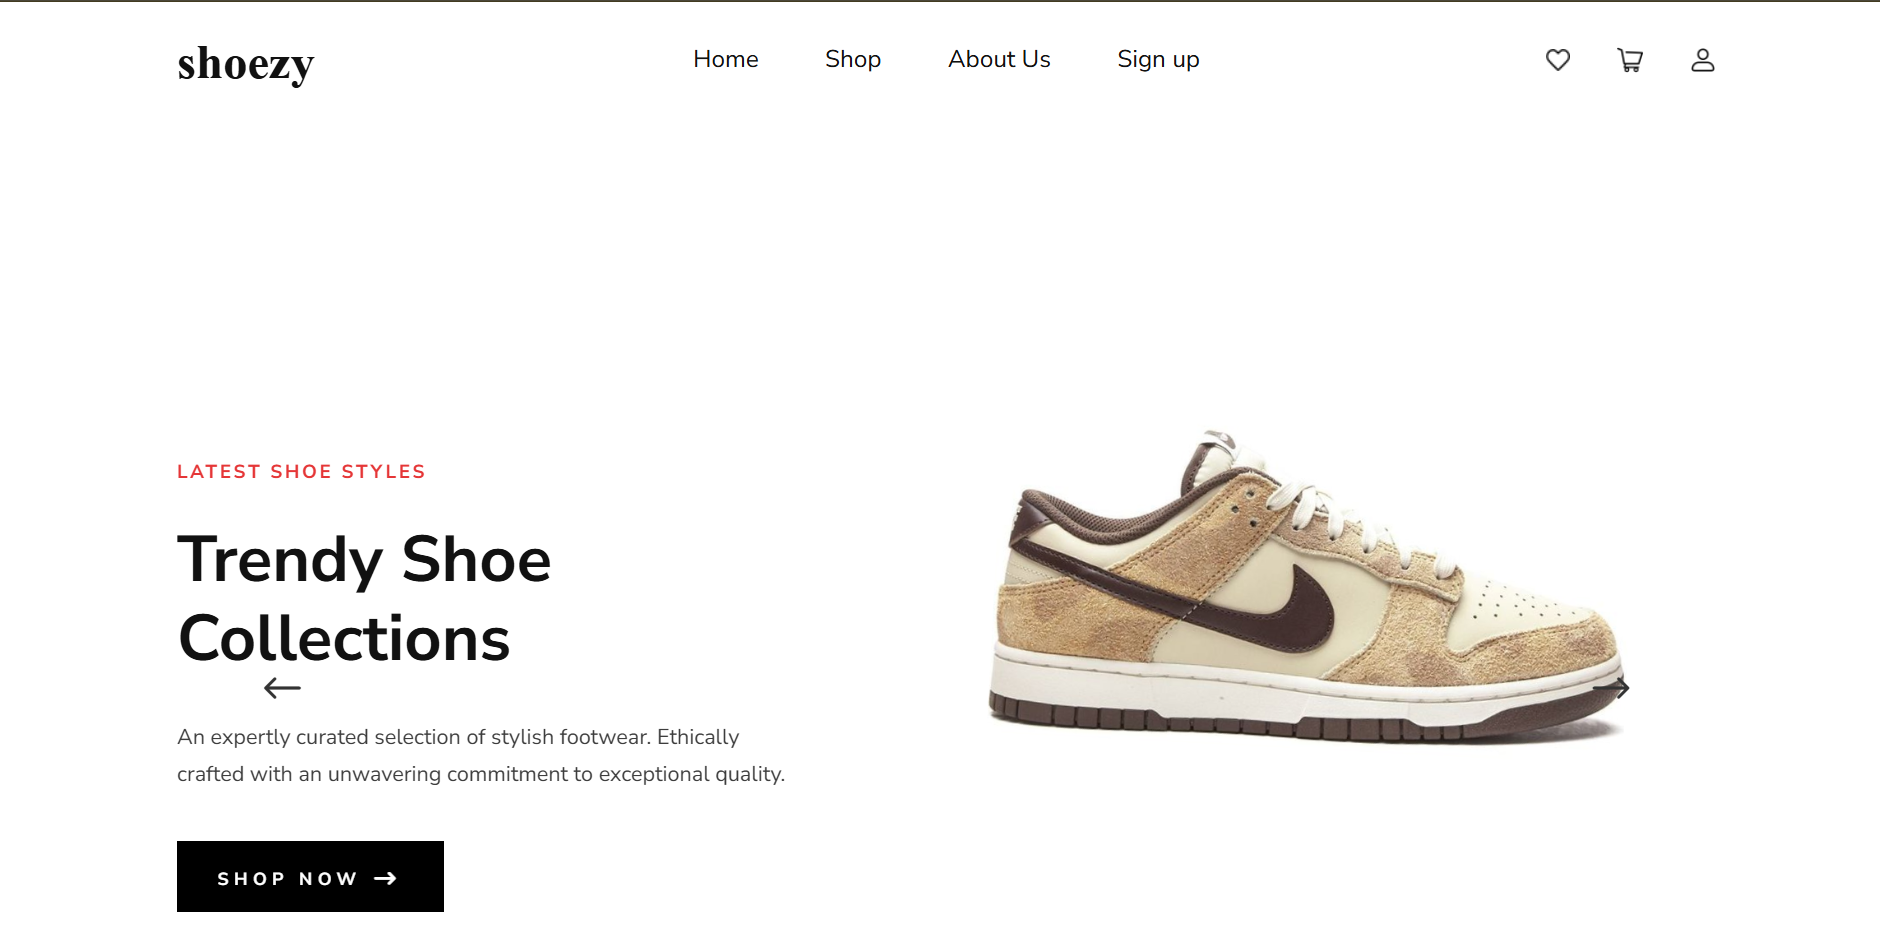 shoezy
Home
Shop
About Us
Sign up
LATEST SHOE STYLES
Trendy Shoe
Collections
An expertly curated selection of stylish footwear. Ethically
crafted with an unwavering commitment to exceptional quality.
SHOP NOW